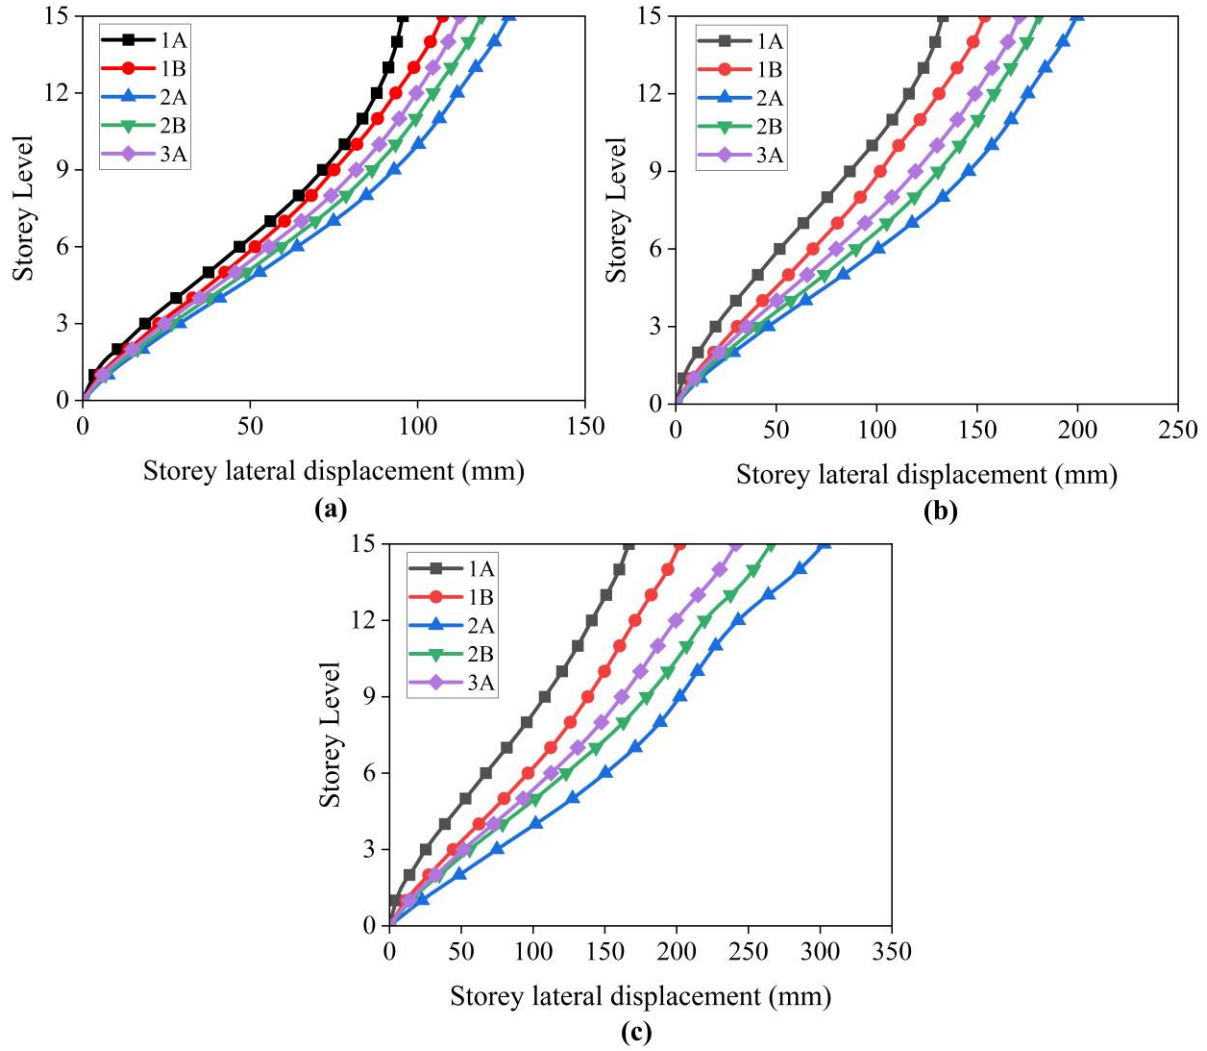 15
12
9
6
3
0
Storey Level
1A
1B
2A
2B
3A
0 50 100 150
Storey lateral displacement (mm)
(a)
15
12
9
6
3
0
Storey Level
1A
1B
2A
2B
3A
0 50 100 150 200 250
Storey lateral displacement (mm)
(b)
15
12
9
6
3
0
Storey Level
1A
1B
2A
2B
3A
0 50 100 150 200 250 300 350
Storey lateral displacement (mm)
(c)